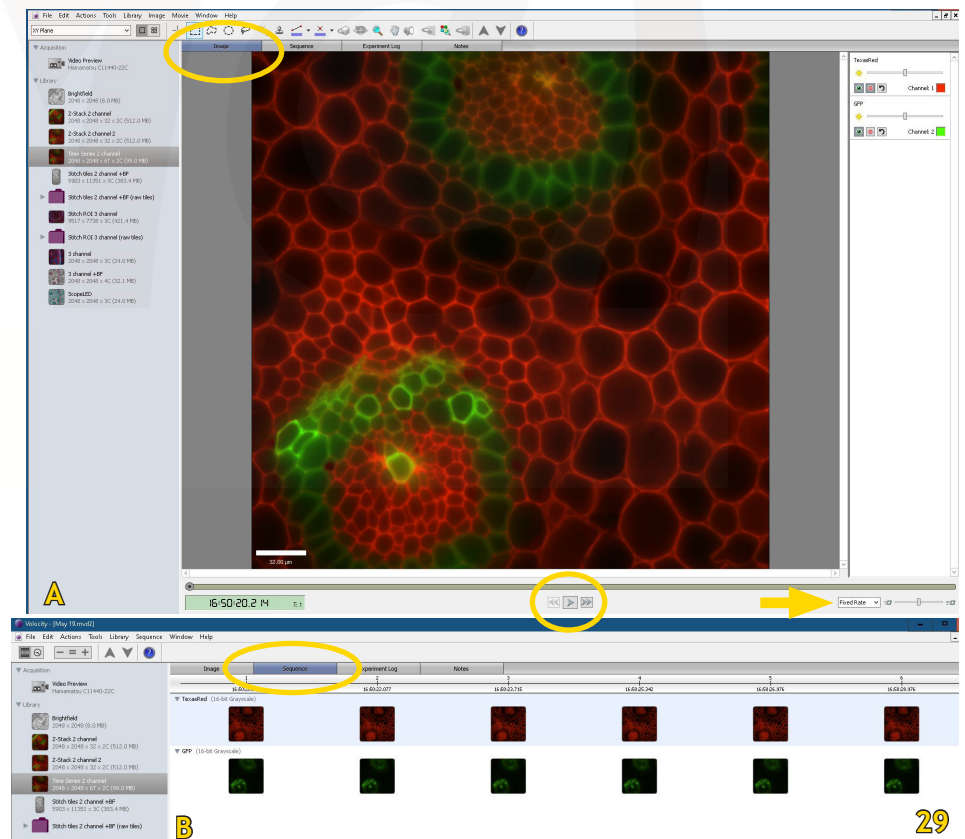 File Edit Actions Tools Library Image Movie Window Help
XY Plane
Image Sequence Experiment Log Notes
Acquisition
Video Preview
Hamamatsu C11440-22C
Library
Brightfield
2048 x 2048 (8.0 MB)
Z-Stack 2 channel
2048 x 2048 x 32 x 2C (512.0 MB)
Z-Stack 2 channel 2
2048 x 2048 x 32 x 2C (512.0 MB)
Time Series 2 channel
2048 x 2048 x 6T x 2C (99.0 MB)
Stitch tiles 2 channel +BF
5903 x 11351 x 3C (383.4 MB)
Stitch tiles 2 channel +BF (raw tiles)
Stitch ROI 3 channel
9517 x 7738 x 3C (421.4 MB)
Stitch ROI 3 channel (raw tiles)
3 channel
2048 x 2048 x 3C (24.0 MB)
3 channel +BF
2048 x 2048 x 4C (32.1 MB)
ScopeLED
2048 x 2048 x 3C (24.0 MB)
TexasRed
Channel: 1
GFP
Channel: 2
32.00 µm
A
16:50:20.214 T: 1
Fixed Rate
Volocity - [May 19.mvd2]
File Edit Actions Tools Library Sequence Window Help
Image Sequence Experiment Log Notes
Acquisition
Video Preview
Hamamatsu C11440-22C
Library
Brightfield
2048 x 2048 (8.0 MB)
Z-Stack 2 channel
2048 x 2048 x 32 x 2C (512.0 MB)
Z-Stack 2 channel 2
2048 x 2048 x 32 x 2C (512.0 MB)
Time Series 2 channel
2048 x 2048 x 6T x 2C (99.0 MB)
Stitch tiles 2 channel +BF
5903 x 11351 x 3C (383.4 MB)
Stitch tiles 2 channel +BF (raw tiles)
1 2 3 4 5 6
16:50:22.077 16:50:23.715 16:50:25.342 16:50:26.976 16:50:28.976
TexasRed (16-bit Grayscale)
GFP (16-bit Grayscale)
B
29